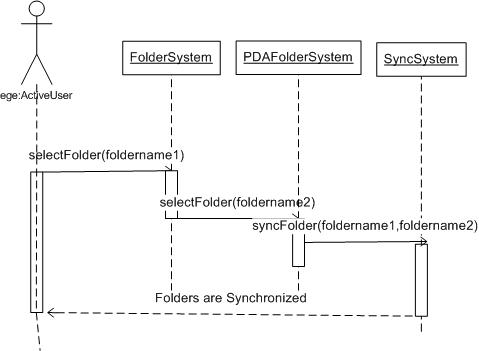 FolderSystem
PDAFolderSystem
SyncSystem
ege:ActiveUser
selectFolder(foldername1)
selectFolder(foldername2)
syncFolder(foldername1,foldername2)
Folders are Synchronized